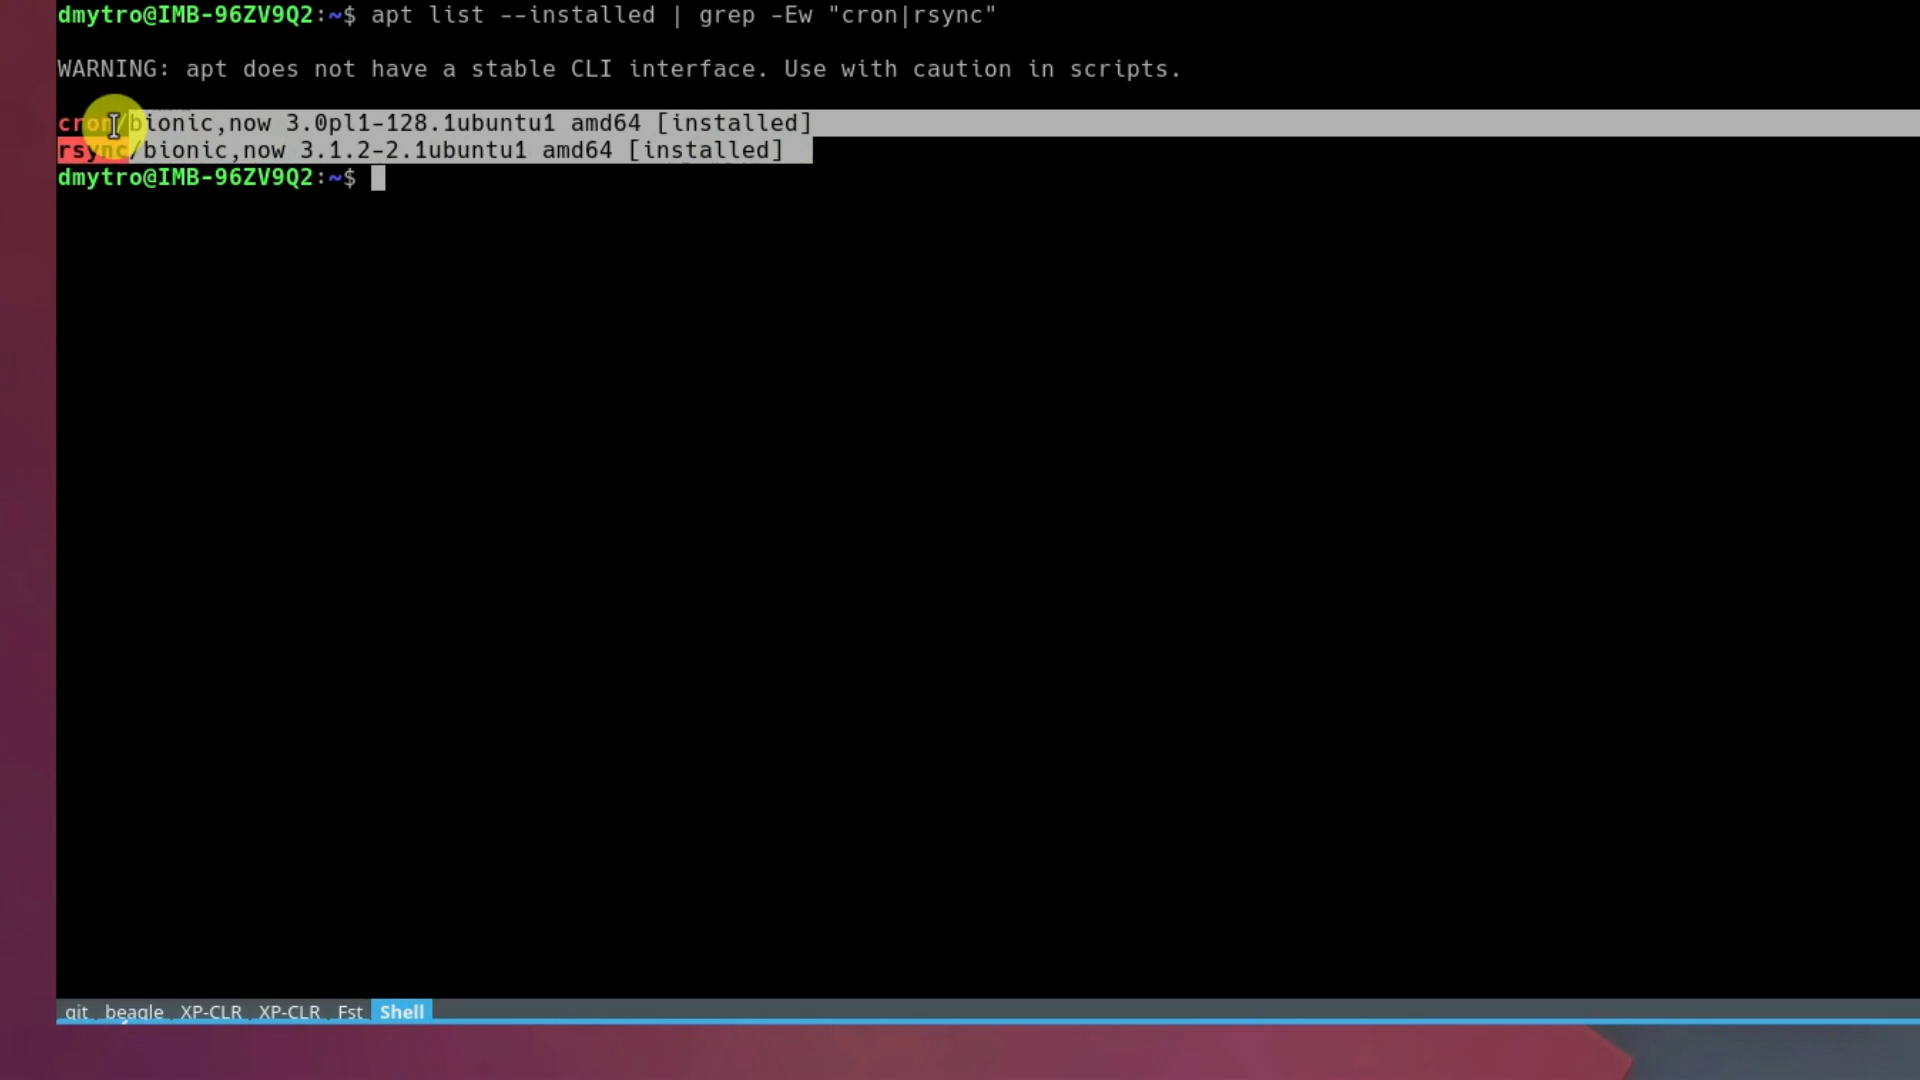 dmytro@IMB-96ZV9Q2:~$ apt list --installed | grep -Ew "cron|rsync"
WARNING: apt does not have a stable CLI interface. Use with caution in scripts.
cron/bionic,now 3.0pl1-128.1ubuntu1 amd64 [installed]
rsync/bionic,now 3.1.2-2.1ubuntu1 amd64 [installed]
dmytro@IMB-96ZV9Q2:~$
git beagle XP-CLR XP-CLR Fst Shell